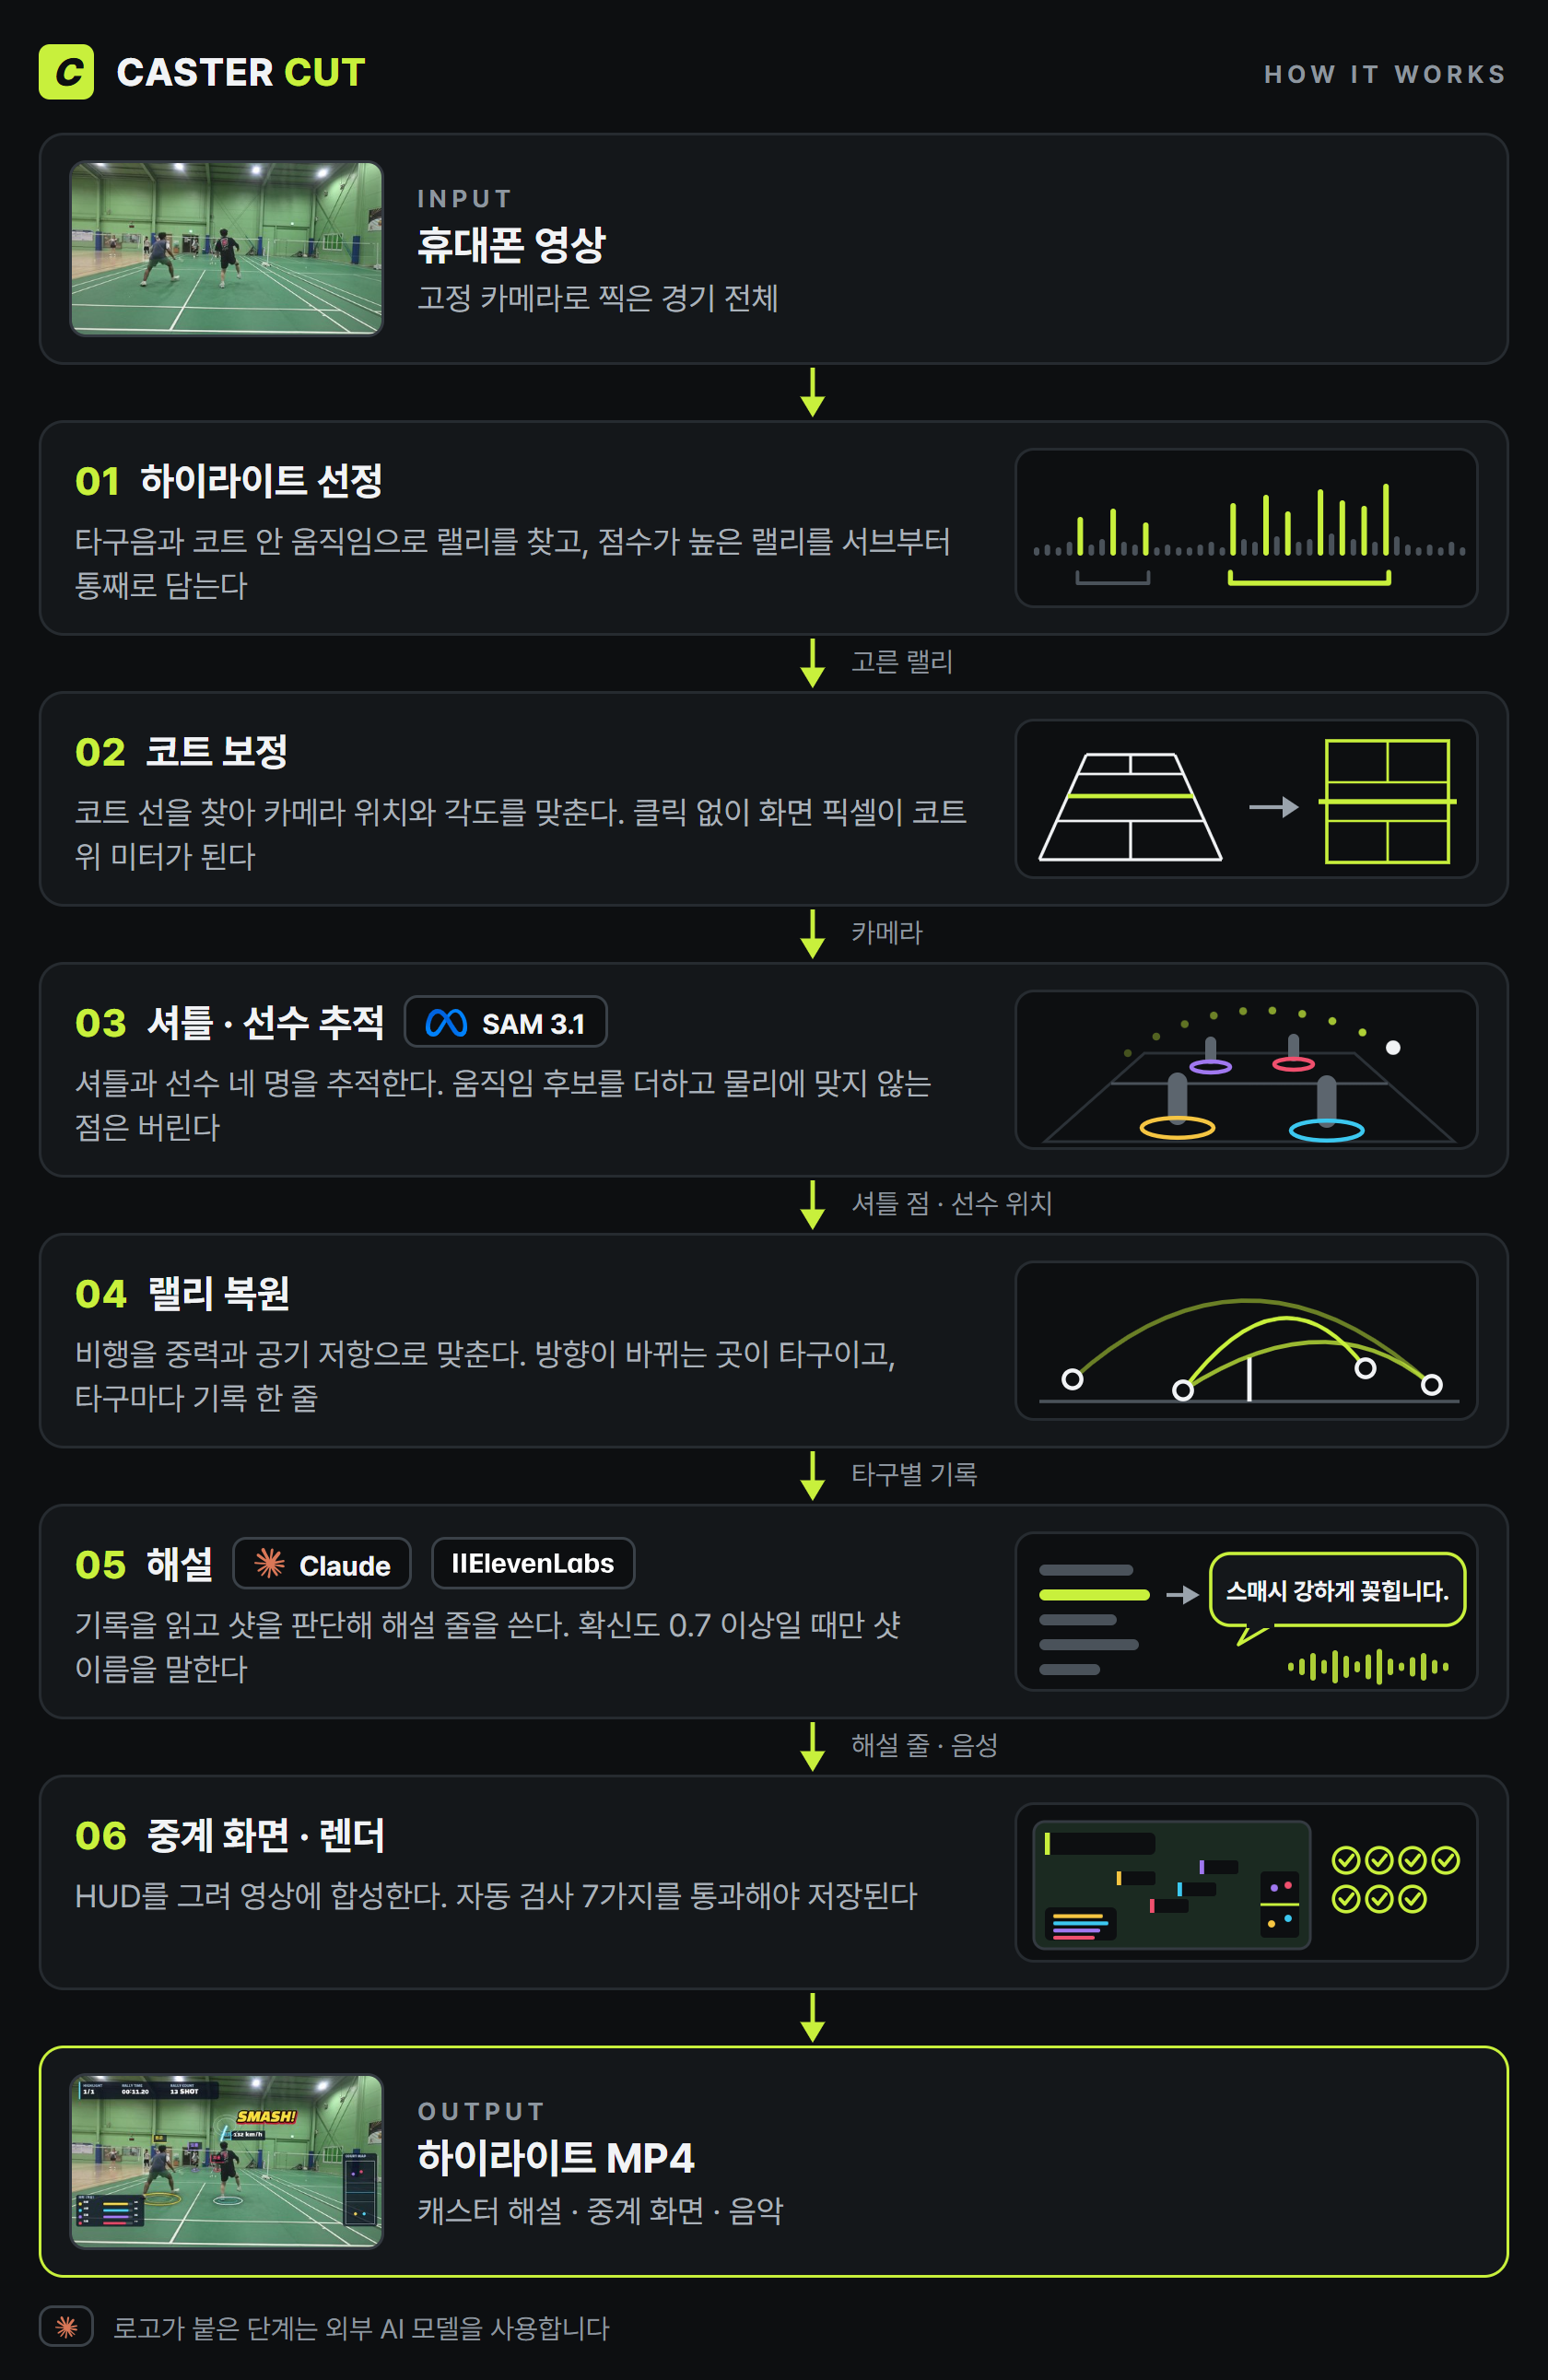 C CASTER CUT
HOW IT WORKS
INPUT
휴대폰 영상
고정 카메라로 찍은 경기 전체
01 하이라이트 선정
타구음과 코트 안 움직임으로 랠리를 찾고, 점수가 높은 랠리를 서브부터
통째로 담는다
고른 랠리
02 코트 보정
코트 선을 찾아 카메라 위치와 각도를 맞춘다. 클릭 없이 화면 픽셀이 코트
위 미터가 된다
카메라
03 셔틀 · 선수 추적 SAM 3.1
셔틀과 선수 네 명을 추적한다. 움직임 후보를 더하고 물리에 맞지 않는
점은 버린다
셔틀 점 · 선수 위치
04 랠리 복원
비행을 중력과 공기 저항으로 맞춘다. 방향이 바뀌는 곳이 타구이고,
타구마다 기록 한 줄
타구별 기록
05 해설 Claude IIElevenLabs
기록을 읽고 샷을 판단해 해설 줄을 쓴다. 확신도 0.7 이상일 때만 샷
이름을 말한다
스매시 강하게 꽂힙니다.
해설 줄 · 음성
06 중계 화면 · 렌더
HUD를 그려 영상에 합성한다. 자동 검사 7가지를 통과해야 저장된다
1/1 00:11.20 13 SHOT
SMASH!
132 km/h
OUTPUT
하이라이트 MP4
캐스터 해설 · 중계 화면 · 음악
로고가 붙은 단계는 외부 AI 모델을 사용합니다